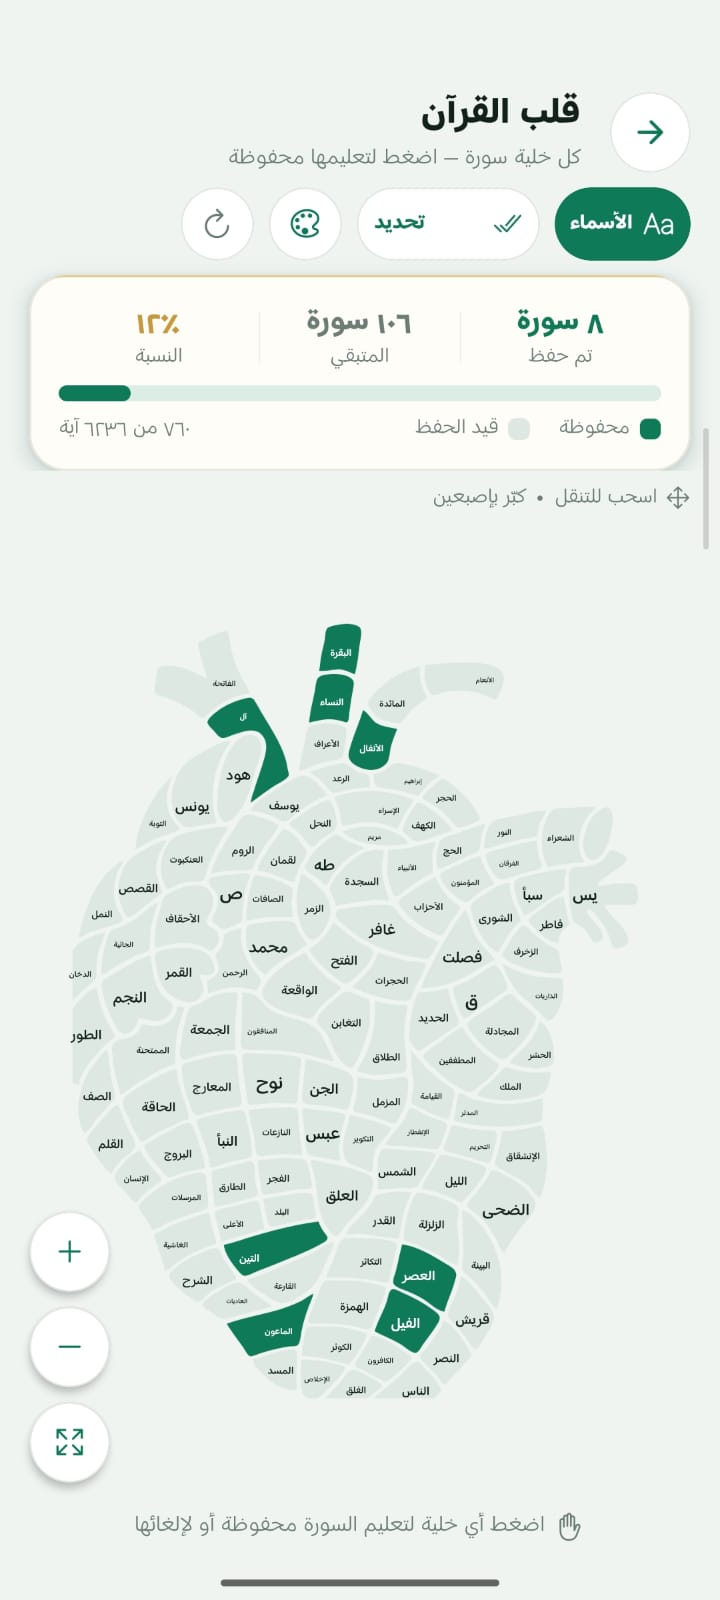 قلب القرآن
كل خلية سورة – اضغط لتعليمها محفوظة
Aa الأسماء
تحديد
٨ سورة
تم حفظ
١٠٦ سورة
المتبقي
١٢٪
النسبة
محفوظة
قيد الحفظ
٧٦٠ من ٦٢٣٦ آية
اسحب للتنقل • كبّر بإصبعين
البقرة
الفاتحة
الأنعام
النساء
المائدة
آل
الأعراف
الأنفال
هود
الرعد
إبراهيم
يونس
يوسف
الحجر
التوبة
النحل
الإسراء
الكهف
مريم
النور
الشعراء
العنكبوت
الروم
لقمان
طه
الأنبياء
الحج
الفرقان
القصص
السجدة
المؤمنون
ص
الصافات
سبأ
يس
النمل
الأحقاف
الزمر
الأحزاب
الشورى
فاطر
الجاثية
محمد
غافر
فصلت
الزخرف
الدخان
القمر
الرحمن
الفتح
الحجرات
النجم
الواقعة
ق
الذاريات
الطور
الجمعة
المنافقون
التغابن
الحديد
المجادلة
الممتحنة
الطلاق
المطففين
الحشر
الصف
المعارج
نوح
الجن
القيامة
الملك
الحاقة
المزمل
المدثر
القلم
البروج
النبأ
النازعات
عبس
التكوير
الإنفطار
التحريم
الإنشقاق
الإنسان
المرسلات
الطارق
الفجر
العلق
الشمس
الليل
الأعلى
البلد
القدر
الزلزلة
الضحى
الغاشية
التين
التكاثر
العصر
البينة
الشرح
القارعة
العاديات
الهمزة
الفيل
قريش
الماعون
الكوثر
الكافرون
النصر
المسد
الإخلاص
الفلق
الناس
اضغط أي خلية لتعليم السورة محفوظة أو لإلغائها